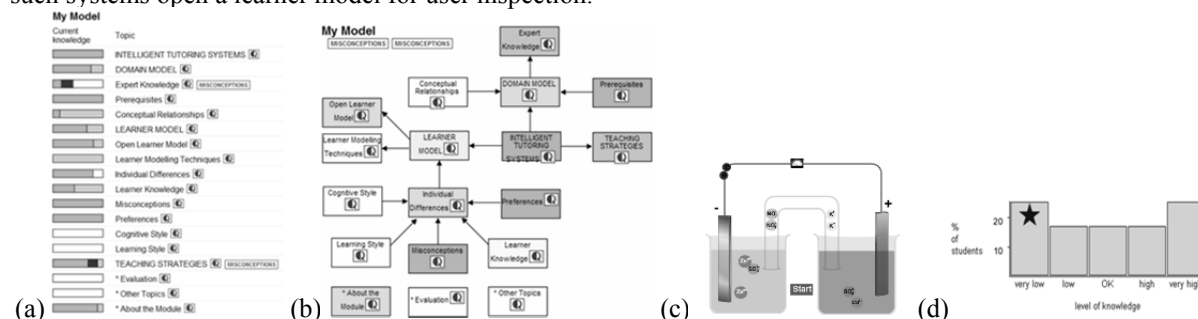 such systems open a learner model for user inspection.
My Model
Current knowledge
Topic
INTELLIGENT TUTORING SYSTEMS
DOMAIN MODEL
Expert Knowledge MISCONCEPTIONS
Prerequisites
Conceptual Relationships
LEARNER MODEL
Open Learner Model
Learner Modelling Techniques
Individual Differences
Learner Knowledge
Misconceptions
Preferences
Cognitive Style
Learning Style
TEACHING STRATEGIES MISCONCEPTIONS
* Evaluation
* Other Topics
* About the Module
(a)
My Model
MISCONCEPTIONS MISCONCEPTIONS
Expert Knowledge
Conceptual Relationships
DOMAIN MODEL
Prerequisites
Open Learner Model
Learner Modelling Techniques
LEARNER MODEL
INTELLIGENT TUTORING SYSTEMS
TEACHING STRATEGIES
Cognitive Style
Individual Differences
Preferences
Learning Style
Misconceptions
Learner Knowledge
* About the Module
* Evaluation
* Other Topics
(b)
-
+
K⁺
K⁺
Start
(c)
% of students
20
10
very low
low
OK
high
very high
level of knowledge
(d)